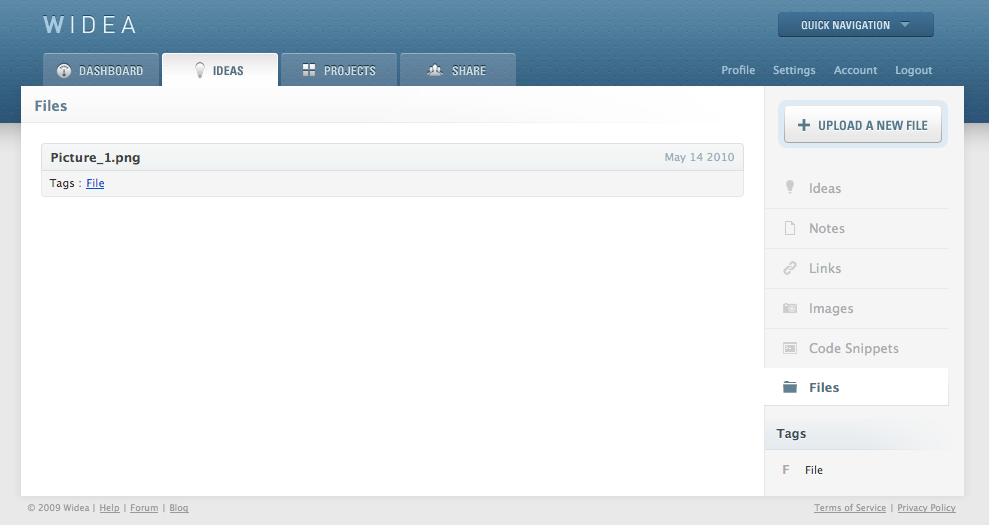 WIDEA
QUICK NAVIGATION
DASHBOARD
IDEAS
PROJECTS
SHARE
Profile Settings Account Logout
Files
UPLOAD A NEW FILE
Picture_1.png May 14 2010
Tags : File
Ideas
Notes
Links
Images
Code Snippets
Files
Tags
F File
© 2009 Widea | Help | Forum | Blog
Terms of Service | Privacy Policy